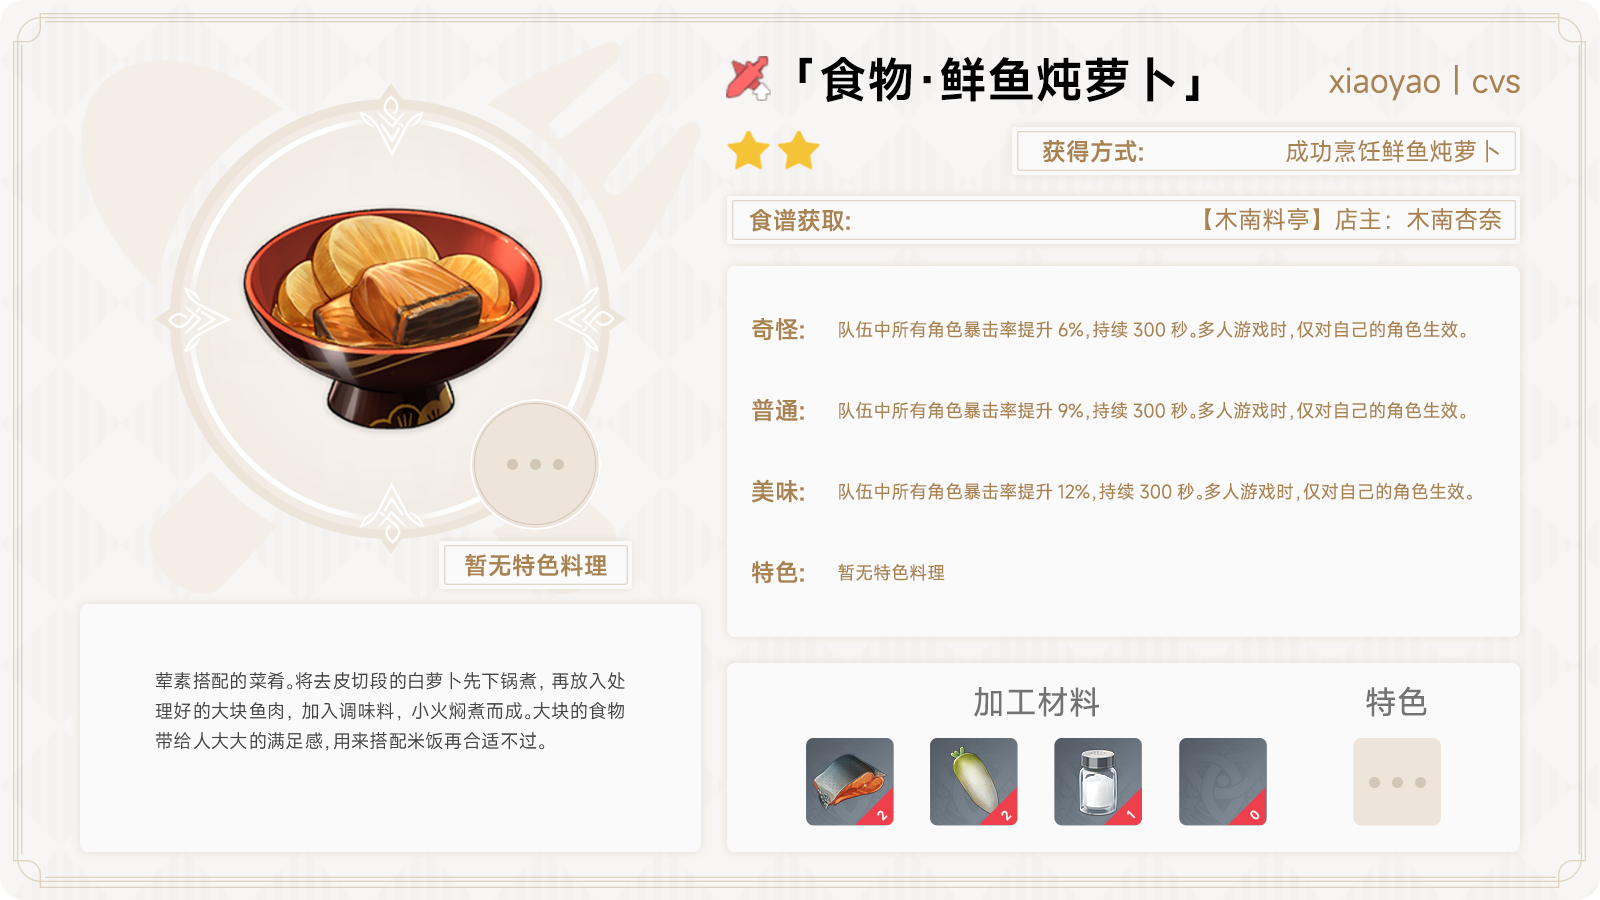 「食物·鲜鱼炖萝卜」
xiaoyao | cvs
获得方式: 成功烹饪鲜鱼炖萝卜
食谱获取: 【木南料亭】店主：木南杏奈
奇怪: 队伍中所有角色暴击率提升 6%,持续 300 秒。多人游戏时,仅对自己的角色生效。
普通: 队伍中所有角色暴击率提升 9%,持续 300 秒。多人游戏时,仅对自己的角色生效。
美味: 队伍中所有角色暴击率提升 12%,持续 300 秒。多人游戏时,仅对自己的角色生效。
特色: 暂无特色料理
暂无特色料理
荤素搭配的菜肴。将去皮切段的白萝卜先下锅煮，再放入处
理好的大块鱼肉，加入调味料，小火焖煮而成。大块的食物
带给人大大的满足感,用来搭配米饭再合适不过。
加工材料
特色
2
2
1
0